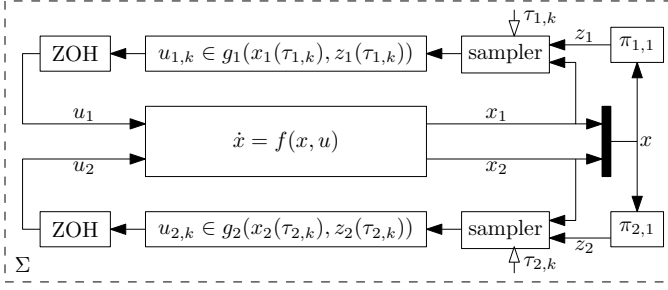 τ₁,ₖ
ZOH u₁,ₖ ∈ g₁(x₁(τ₁,ₖ), z₁(τ₁,ₖ)) sampler z₁ π₁,₁
u₁ x₁
ẋ = f(x, u) x
u₂ x₂
ZOH u₂,ₖ ∈ g₂(x₂(τ₂,ₖ), z₂(τ₂,ₖ)) sampler z₂ π₂,₁
Σ τ₂,ₖ